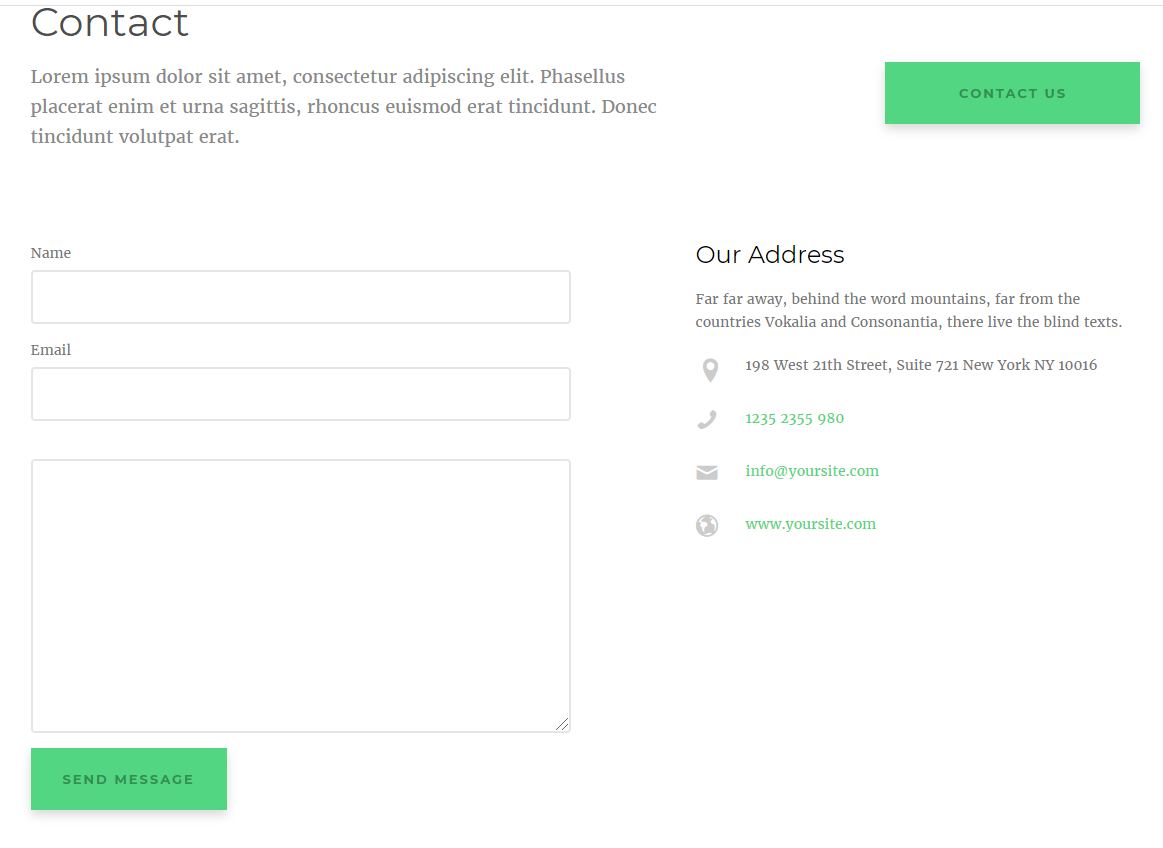 Contact
Lorem ipsum dolor sit amet, consectetur adipiscing elit. Phasellus
placerat enim et urna sagittis, rhoncus euismod erat tincidunt. Donec
tincidunt volutpat erat.
CONTACT US
Name
Email
SEND MESSAGE
Our Address
Far far away, behind the word mountains, far from the
countries Vokalia and Consonantia, there live the blind texts.
198 West 21th Street, Suite 721 New York NY 10016
1235 2355 980
info@yoursite.com
www.yoursite.com